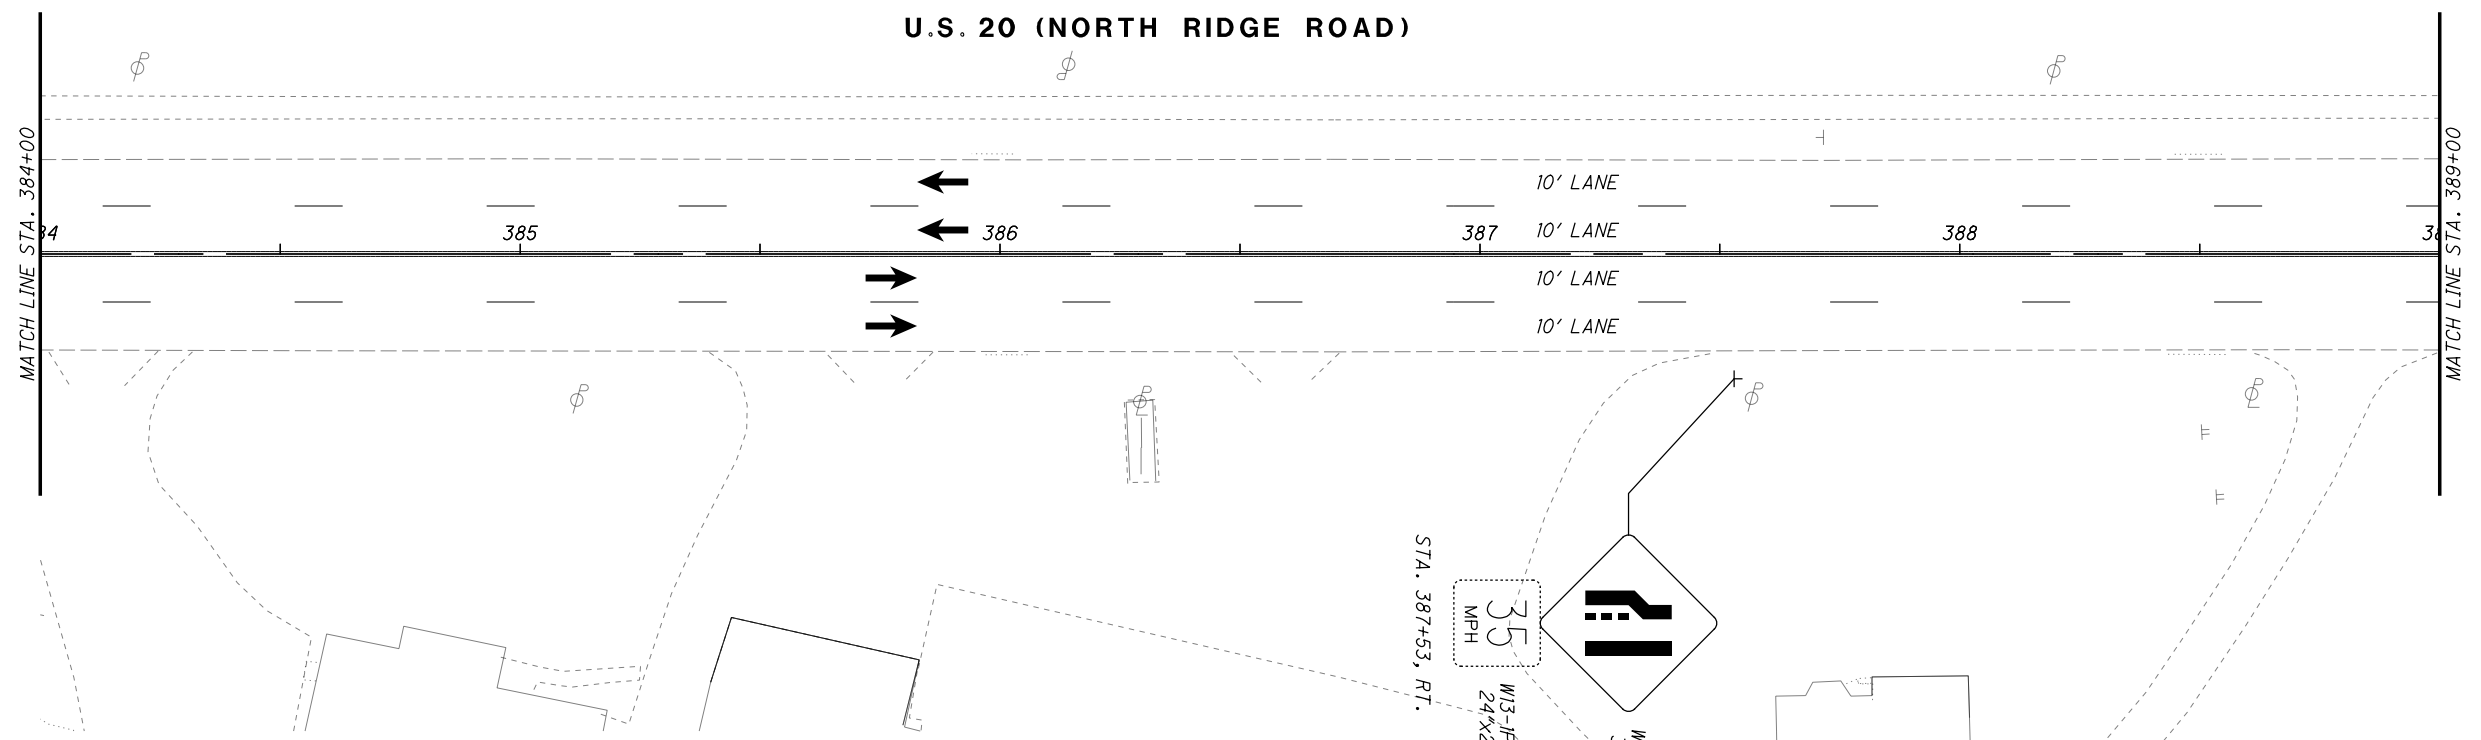 U.S. 20 (NORTH RIDGE ROAD)
MATCH LINE STA. 384+00
MATCH LINE STA. 389+00
10' LANE
10' LANE
10' LANE
10' LANE
385
386
387
388
STA. 387+53, RT.
35
MPH